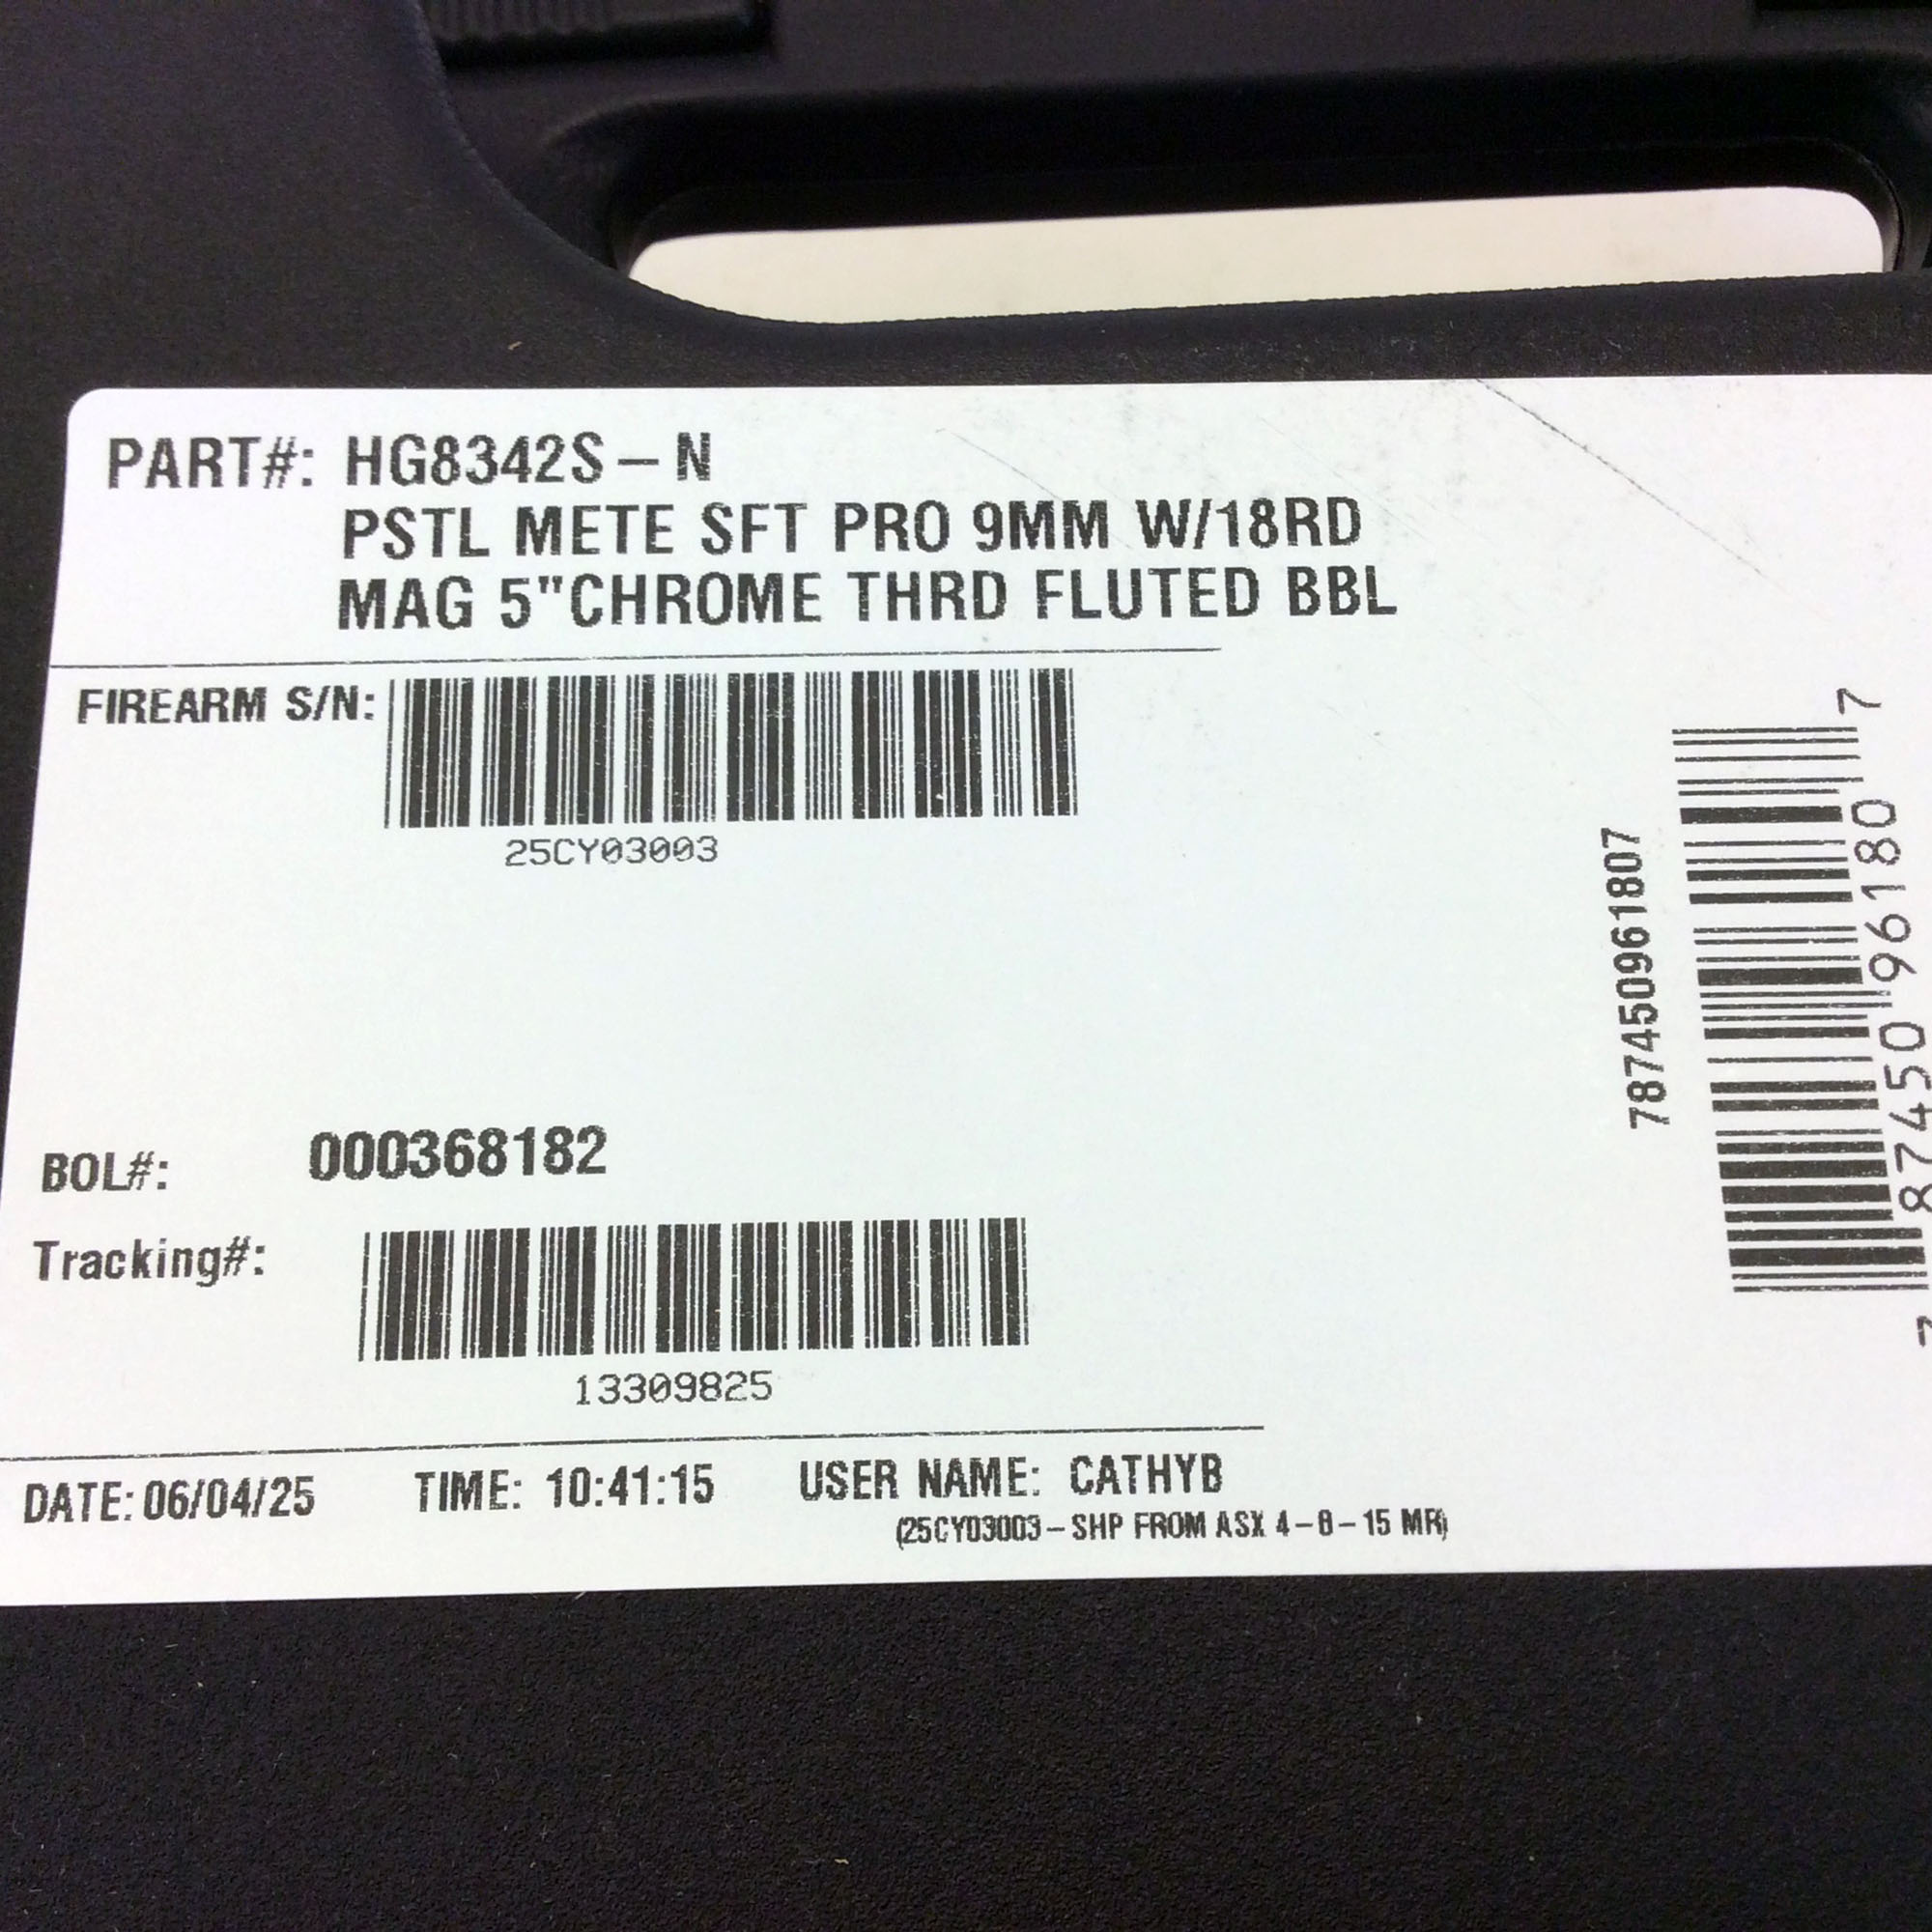 PART#: HG8342S-N
PSTL METE SFT PRO 9MM W/18RD
MAG 5"CHROME THRD FLUTED BBL
FIREARM S/N:
25CY03003
787450961807
7 87450 96180 7
BOL#: 000368182
Tracking#:
13309825
DATE: 06/04/25 TIME: 10:41:15 USER NAME: CATHYB
(25CY03003-SHP FROM ASX 4-8-15 MR)